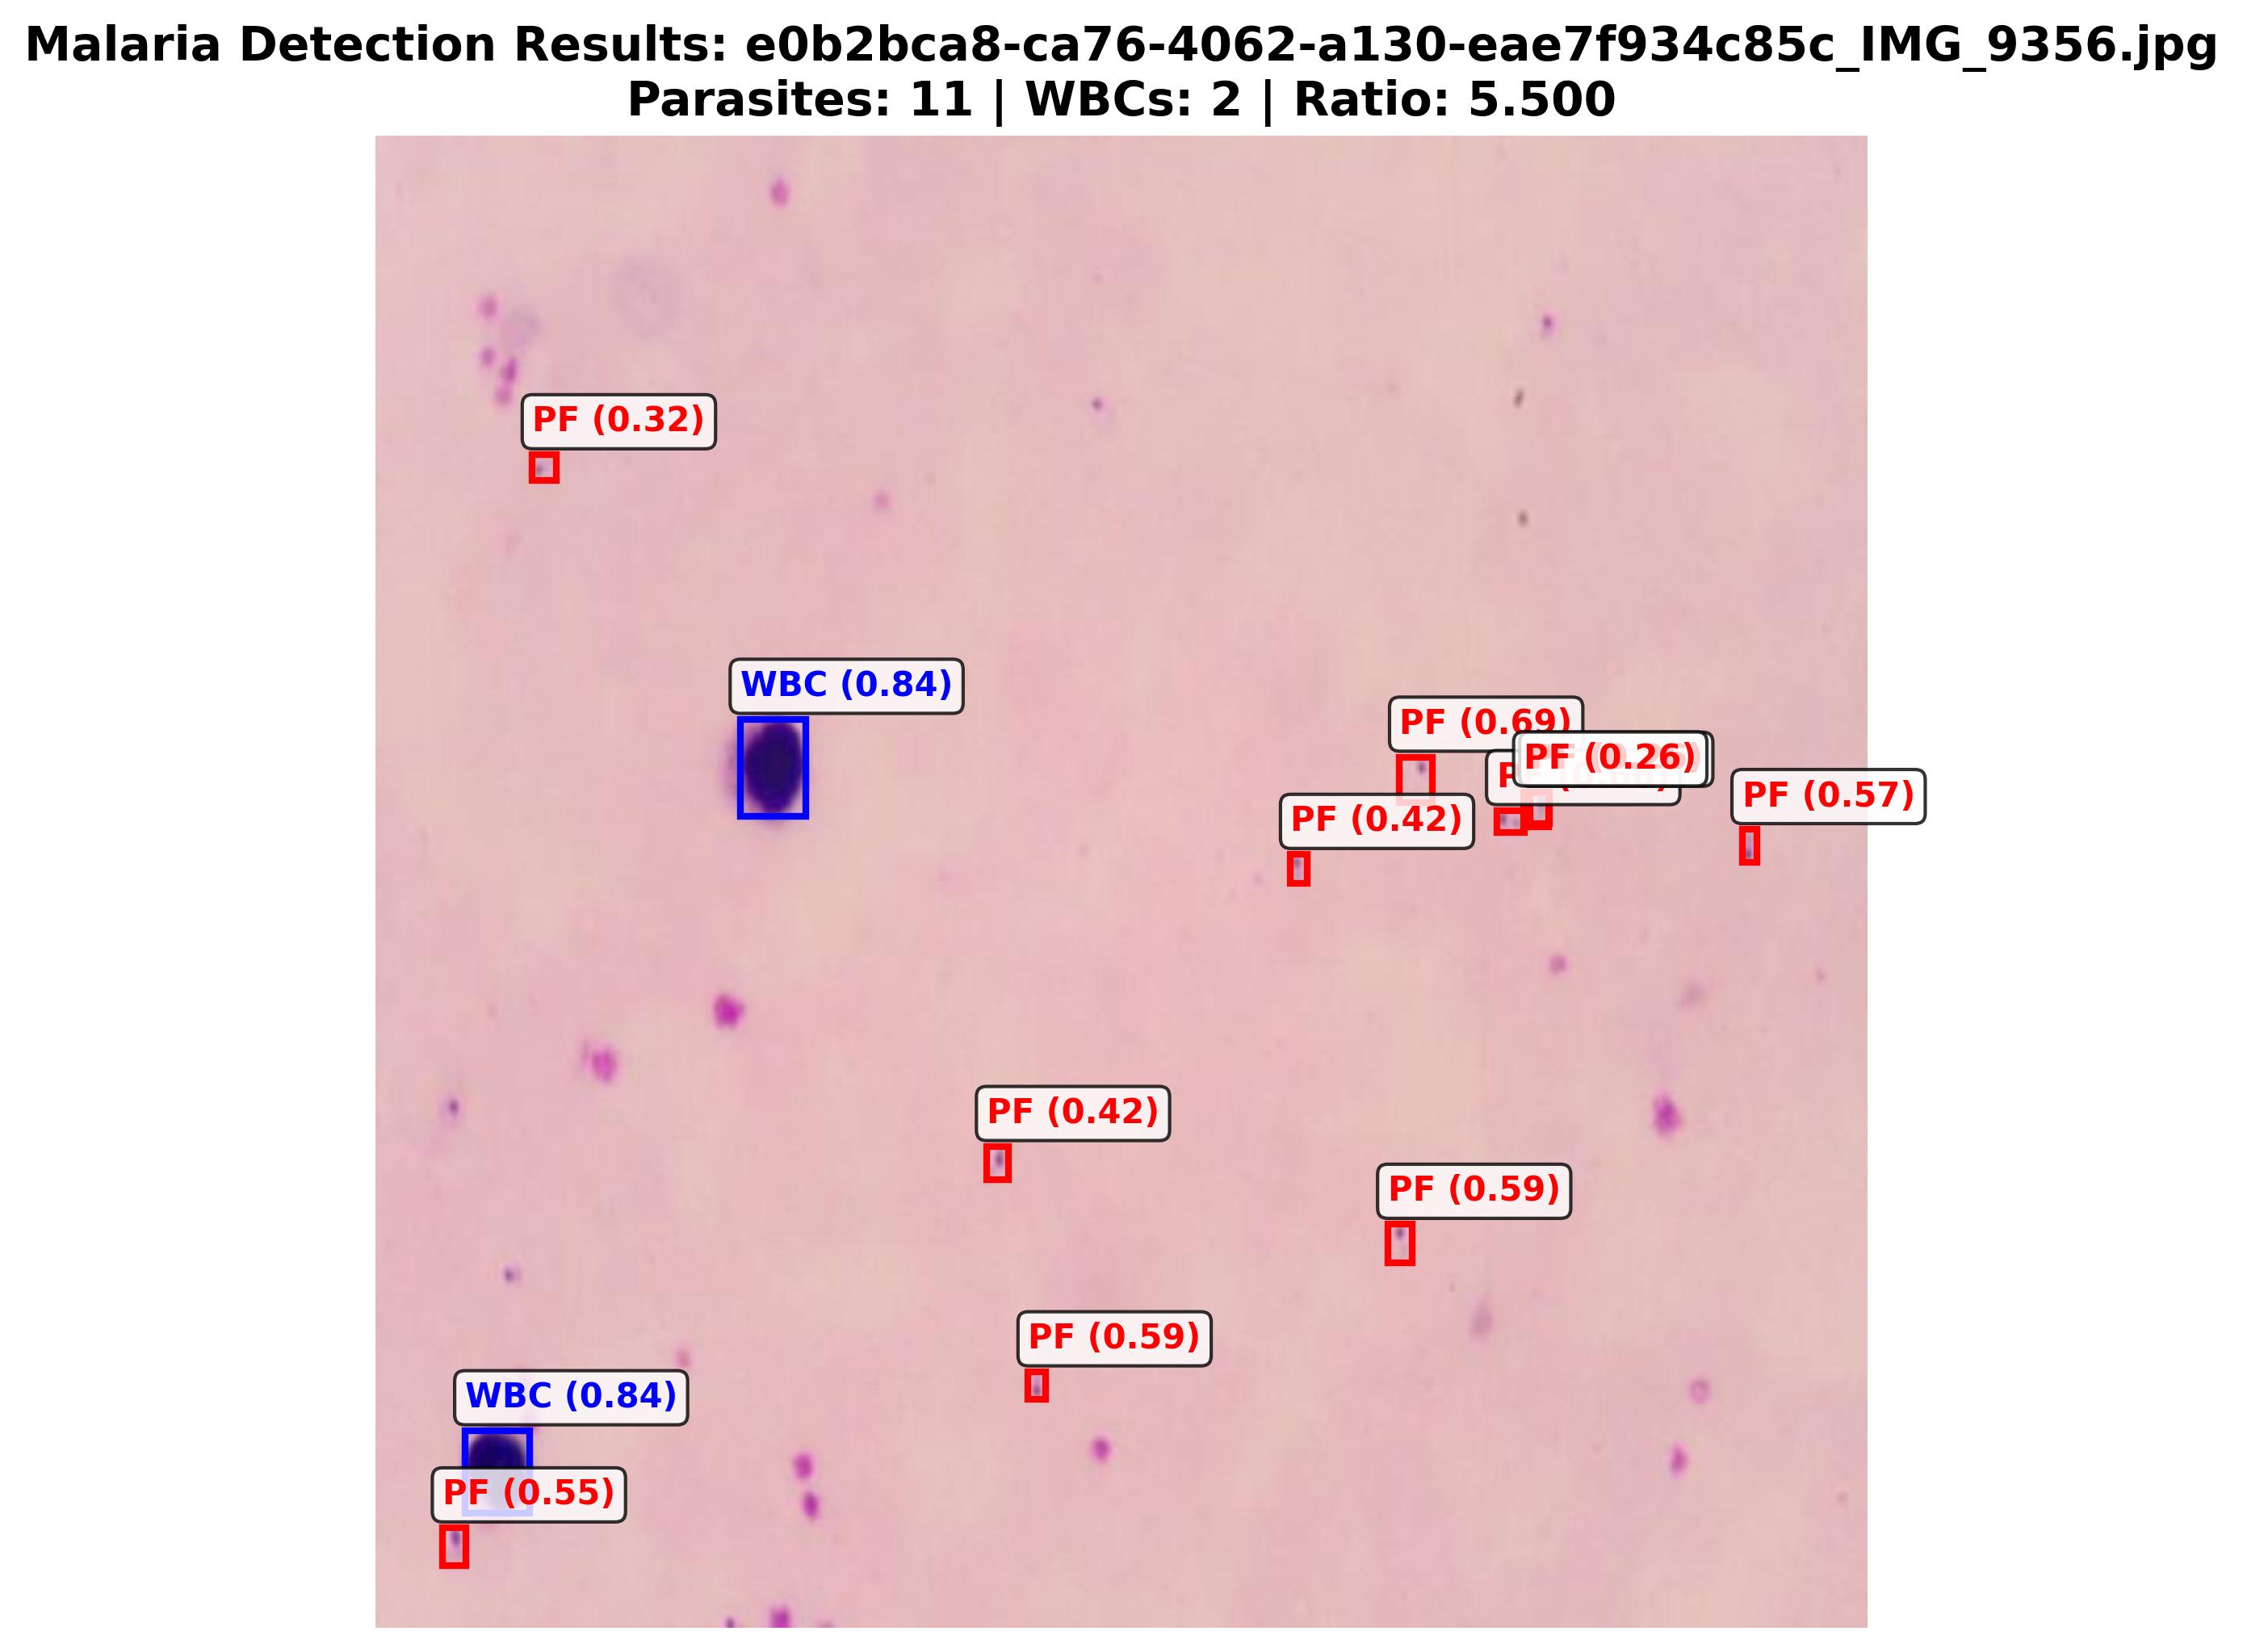 Malaria Detection Results: e0b2bca8-ca76-4062-a130-eae7f934c85c_IMG_9356.jpg
Parasites: 11 | WBCs: 2 | Ratio: 5.500
PF (0.32)
WBC (0.84)
PF (0.69)
PF (0.26)
PF (0.57)
PF (0.42)
PF (0.42)
PF (0.59)
PF (0.59)
WBC (0.84)
PF (0.55)